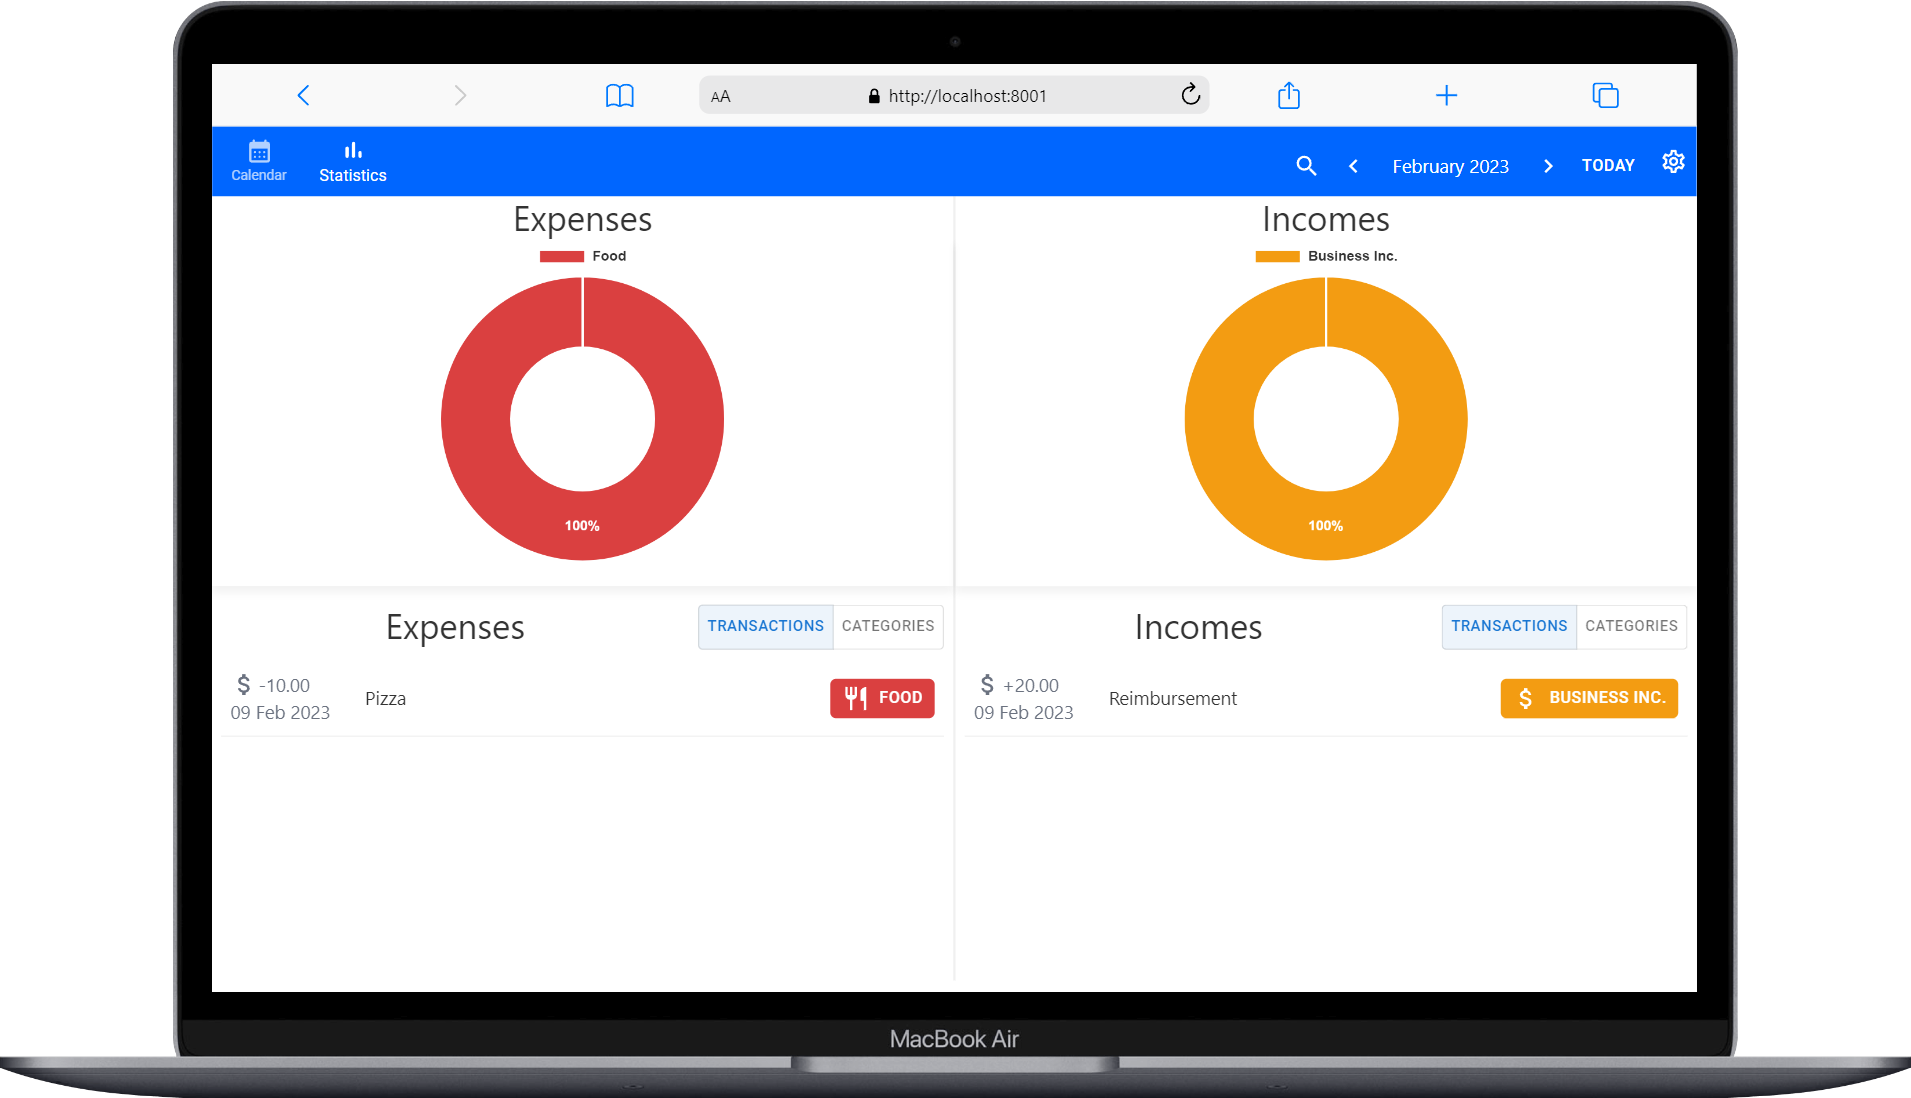 AA http://localhost:8001
Calendar
Statistics
February 2023
TODAY
Expenses
Food
100%
Incomes
Business Inc.
100%
Expenses
TRANSACTIONS CATEGORIES
$ -10.00
09 Feb 2023
Pizza
FOOD
Incomes
TRANSACTIONS CATEGORIES
$ +20.00
09 Feb 2023
Reimbursement
$ BUSINESS INC.
MacBook Air